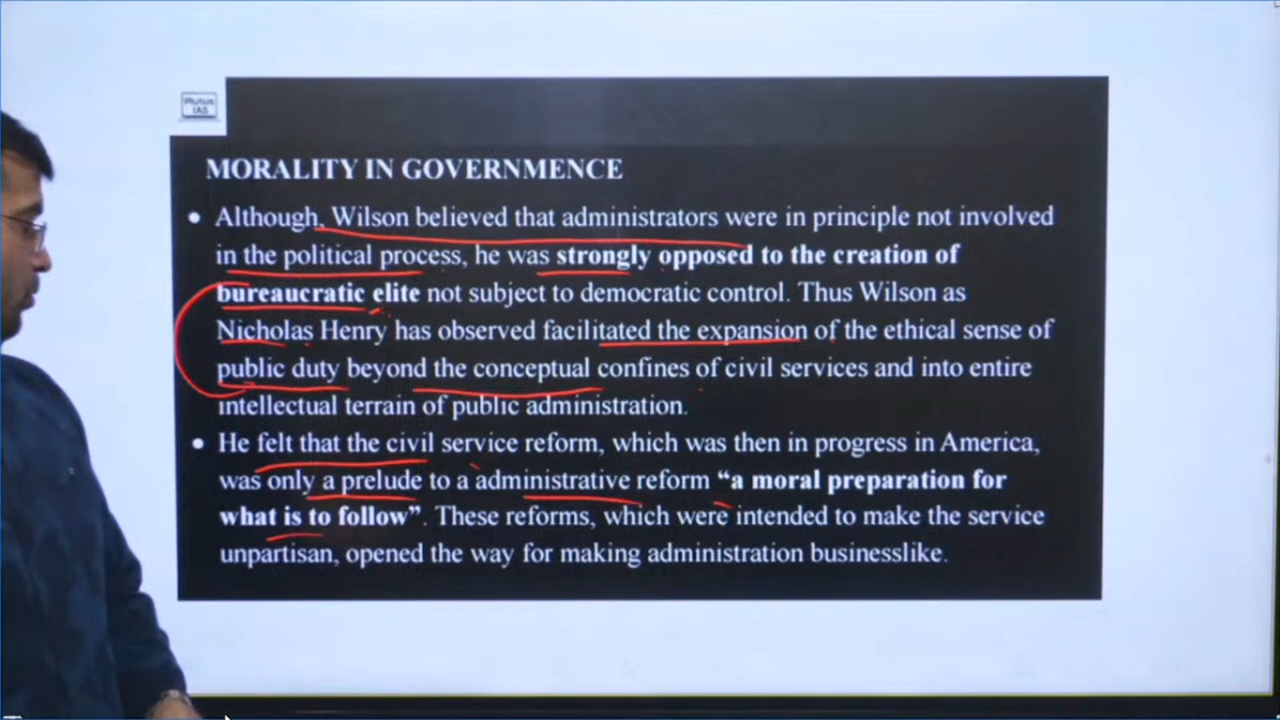 Plutus
IAS
MORALITY IN GOVERNMENCE
• Although, Wilson believed that administrators were in principle not involved
in the political process, he was strongly opposed to the creation of
bureaucratic elite not subject to democratic control. Thus Wilson as
Nicholas Henry has observed facilitated the expansion of the ethical sense of
public duty beyond the conceptual confines of civil services and into entire
intellectual terrain of public administration.
• He felt that the civil service reform, which was then in progress in America,
was only a prelude to a administrative reform “a moral preparation for
what is to follow”. These reforms, which were intended to make the service
unpartisan, opened the way for making administration businesslike.